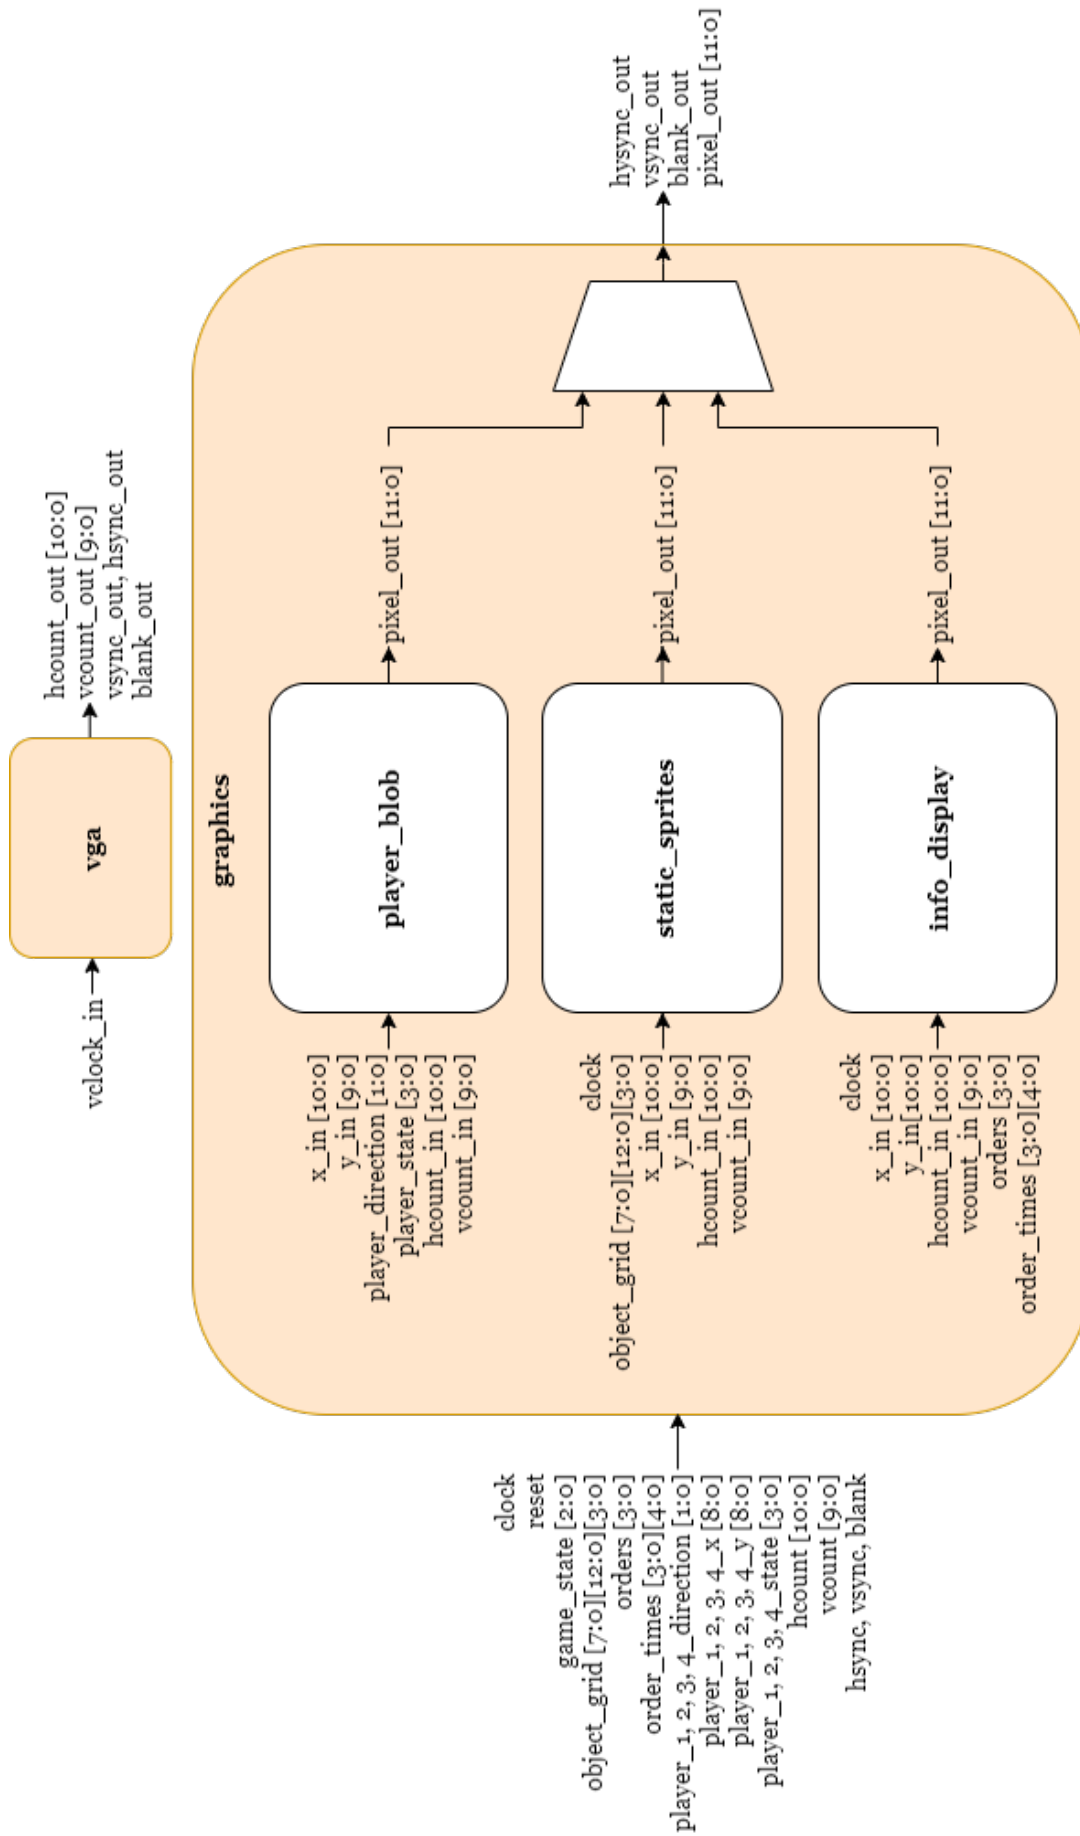 vclock_in
vga
hcount_out [10:0]
vcount_out [9:0]
vsync_out, hsync_out
blank_out
graphics
clock
reset
game_state [2:0]
object_grid [7:0][12:0][3:0]
orders [3:0]
order_times [3:0][4:0]
player_1, 2, 3, 4_direction [1:0]
player_1, 2, 3, 4_x [8:0]
player_1, 2, 3, 4_y [8:0]
player_1, 2, 3, 4_state [3:0]
hcount [10:0]
vcount [9:0]
hsync, vsync, blank
x_in [10:0]
y_in [9:0]
player_direction [1:0]
player_state [3:0]
hcount_in [10:0]
vcount_in [9:0]
player_blob
pixel_out [11:0]
clock
object_grid [7:0][12:0][3:0]
x_in [10:0]
y_in [9:0]
hcount_in [10:0]
vcount_in [9:0]
static_sprites
pixel_out [11:0]
clock
x_in [10:0]
y_in[10:0]
hcount_in [10:0]
vcount_in [9:0]
orders [3:0]
order_times [3:0][4:0]
info_display
pixel_out [11:0]
hysync_out
vsync_out
blank_out
pixel_out [11:0]